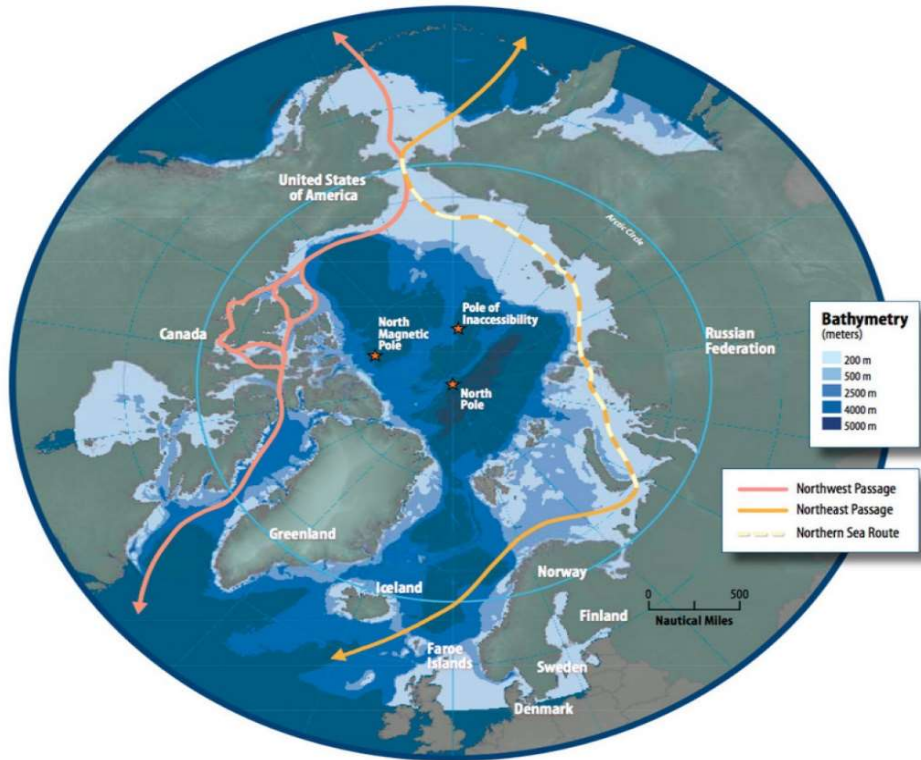 United States
of America
Arctic Circle
Canada
North
Magnetic
Pole
Pole of
Inaccessibility
Russian
Federation
North
Pole
Greenland
Iceland
Norway
Finland
Faroe
Islands
Sweden
Denmark
Bathymetry
(meters)
200 m
500 m
2500 m
4000 m
5000 m
Northwest Passage
Northeast Passage
Northern Sea Route
0 500
Nautical Miles